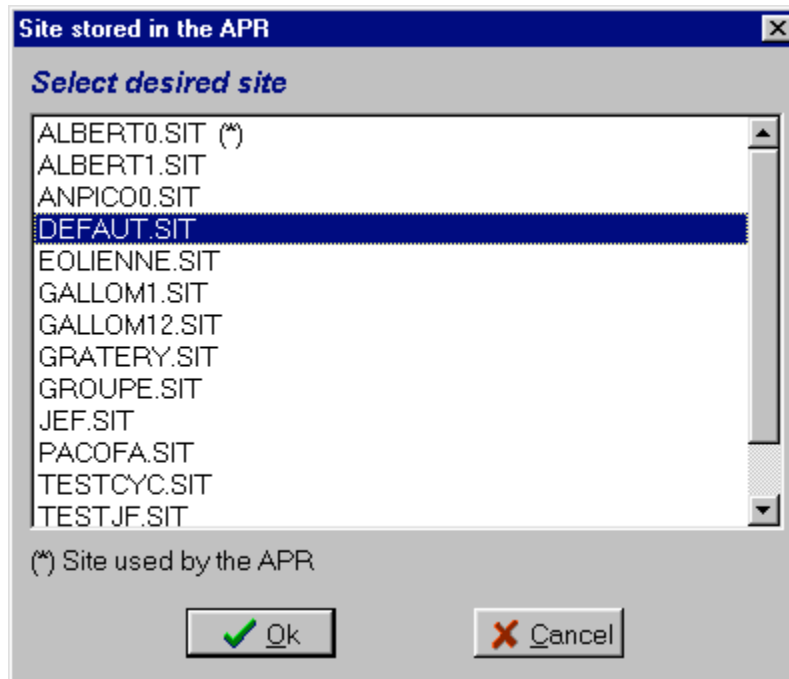 Site stored in the APR
Select desired site
ALBERT0.SIT (*)
ALBERT1.SIT
ANPICO0.SIT
DEFAUT.SIT
EOLIENNE.SIT
GALLOM1.SIT
GALLOM12.SIT
GRATERY.SIT
GROUPE.SIT
JEF.SIT
PACOFA.SIT
TESTCYC.SIT
TESTJF.SIT
(*) Site used by the APR
Ok
Cancel